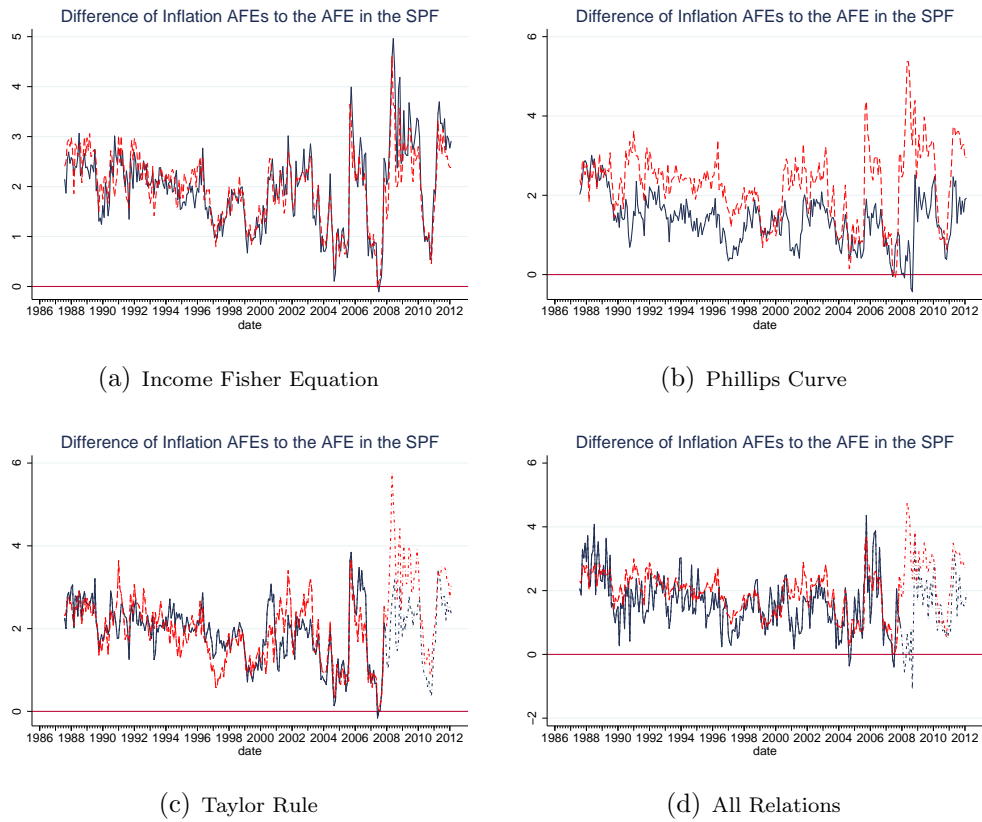 Difference of Inflation AFEs to the AFE in the SPF
5
4
3
2
1
0
1986 1988 1990 1992 1994 1996 1998 2000 2002 2004 2006 2008 2010 2012
date
(a) Income Fisher Equation
Difference of Inflation AFEs to the AFE in the SPF
6
4
2
0
1986 1988 1990 1992 1994 1996 1998 2000 2002 2004 2006 2008 2010 2012
date
(b) Phillips Curve
Difference of Inflation AFEs to the AFE in the SPF
6
4
2
0
1986 1988 1990 1992 1994 1996 1998 2000 2002 2004 2006 2008 2010 2012
date
(c) Taylor Rule
Difference of Inflation AFEs to the AFE in the SPF
6
4
2
0
−2
1986 1988 1990 1992 1994 1996 1998 2000 2002 2004 2006 2008 2010 2012
date
(d) All Relations